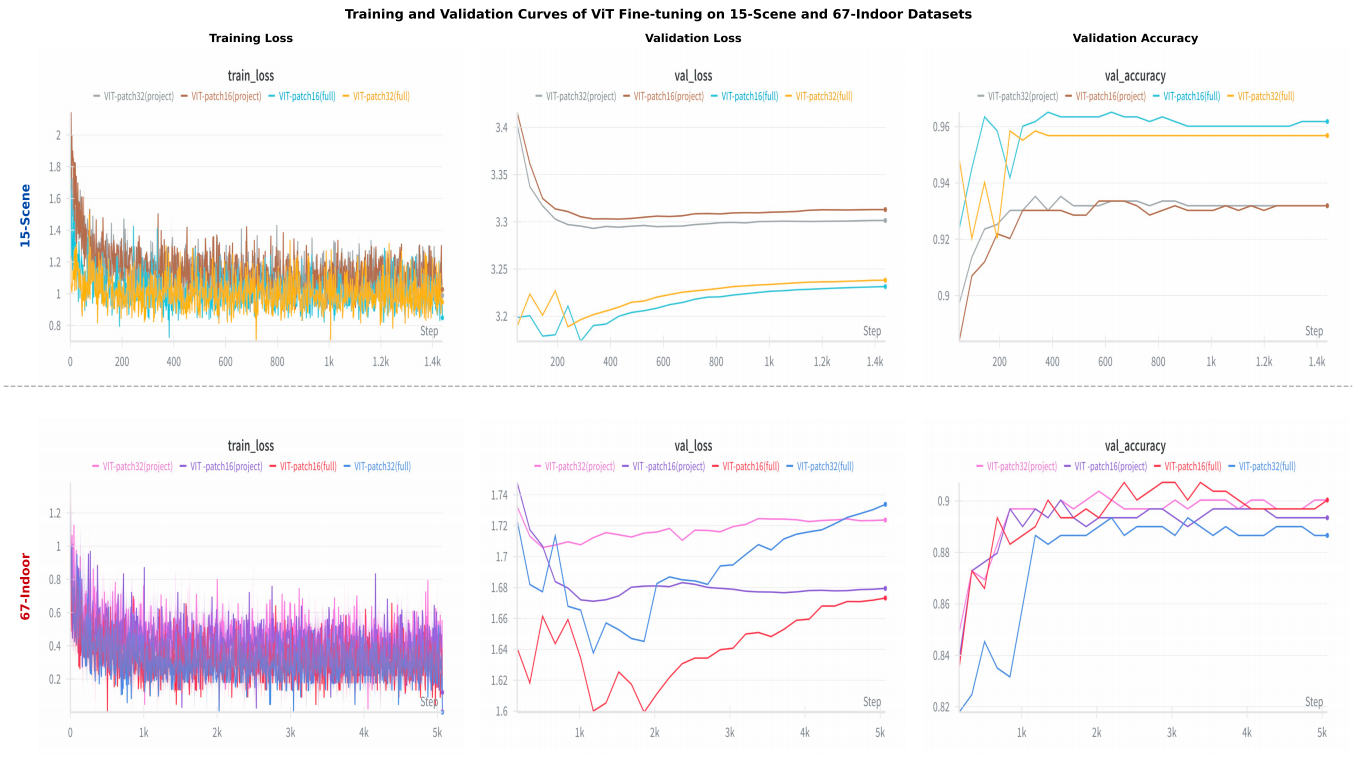 Training and Validation Curves of ViT Fine-tuning on 15-Scene and 67-Indoor Datasets
Training Loss
Validation Loss
Validation Accuracy
15-Scene
train_loss
VIT-patch32(project) VIT-patch16(project) VIT-patch16(full) VIT-patch32(full)
2
1.8
1.6
1.4
1.2
1
0.8
Step
0 200 400 600 800 1k 1.2k 1.4k
val_loss
VIT-patch32(project) VIT-patch16(project) VIT-patch16(full) VIT-patch32(full)
3.4
3.35
3.3
3.25
3.2
Step
200 400 600 800 1k 1.2k 1.4k
val_accuracy
VIT-patch32(project) VIT-patch16(project) VIT-patch16(full) VIT-patch32(full)
0.96
0.94
0.92
0.9
Step
200 400 600 800 1k 1.2k 1.4k
67-Indoor
train_loss
VIT-patch32(project) VIT -patch16(project) VIT-patch16(full) VIT-patch32(full)
1.2
1
0.8
0.6
0.4
0.2
Step
0 1k 2k 3k 4k 5k
val_loss
VIT-patch32(project) VIT -patch16(project) VIT-patch16(full) VIT-patch32(full)
1.74
1.72
1.7
1.68
1.66
1.64
1.62
1.6
Step
1k 2k 3k 4k 5k
val_accuracy
VIT-patch32(project) VIT -patch16(project) VIT-patch16(full) VIT-patch32(full)
0.9
0.88
0.86
0.84
0.82
Step
1k 2k 3k 4k 5k